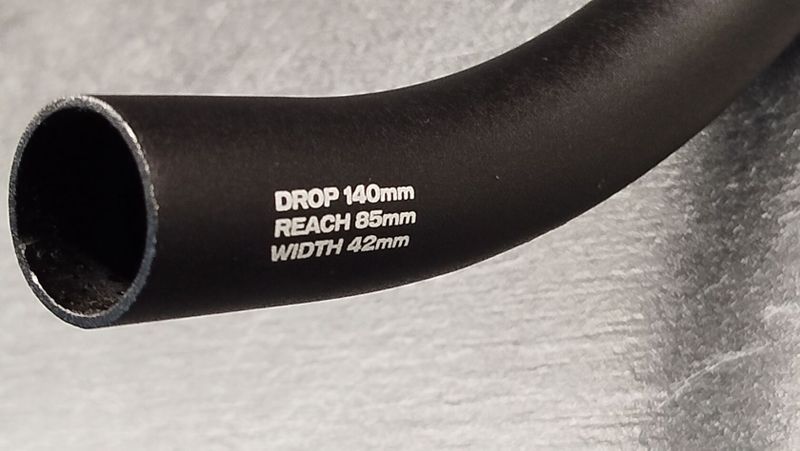 DROP 140mm
REACH 85mm
WIDTH 42mm